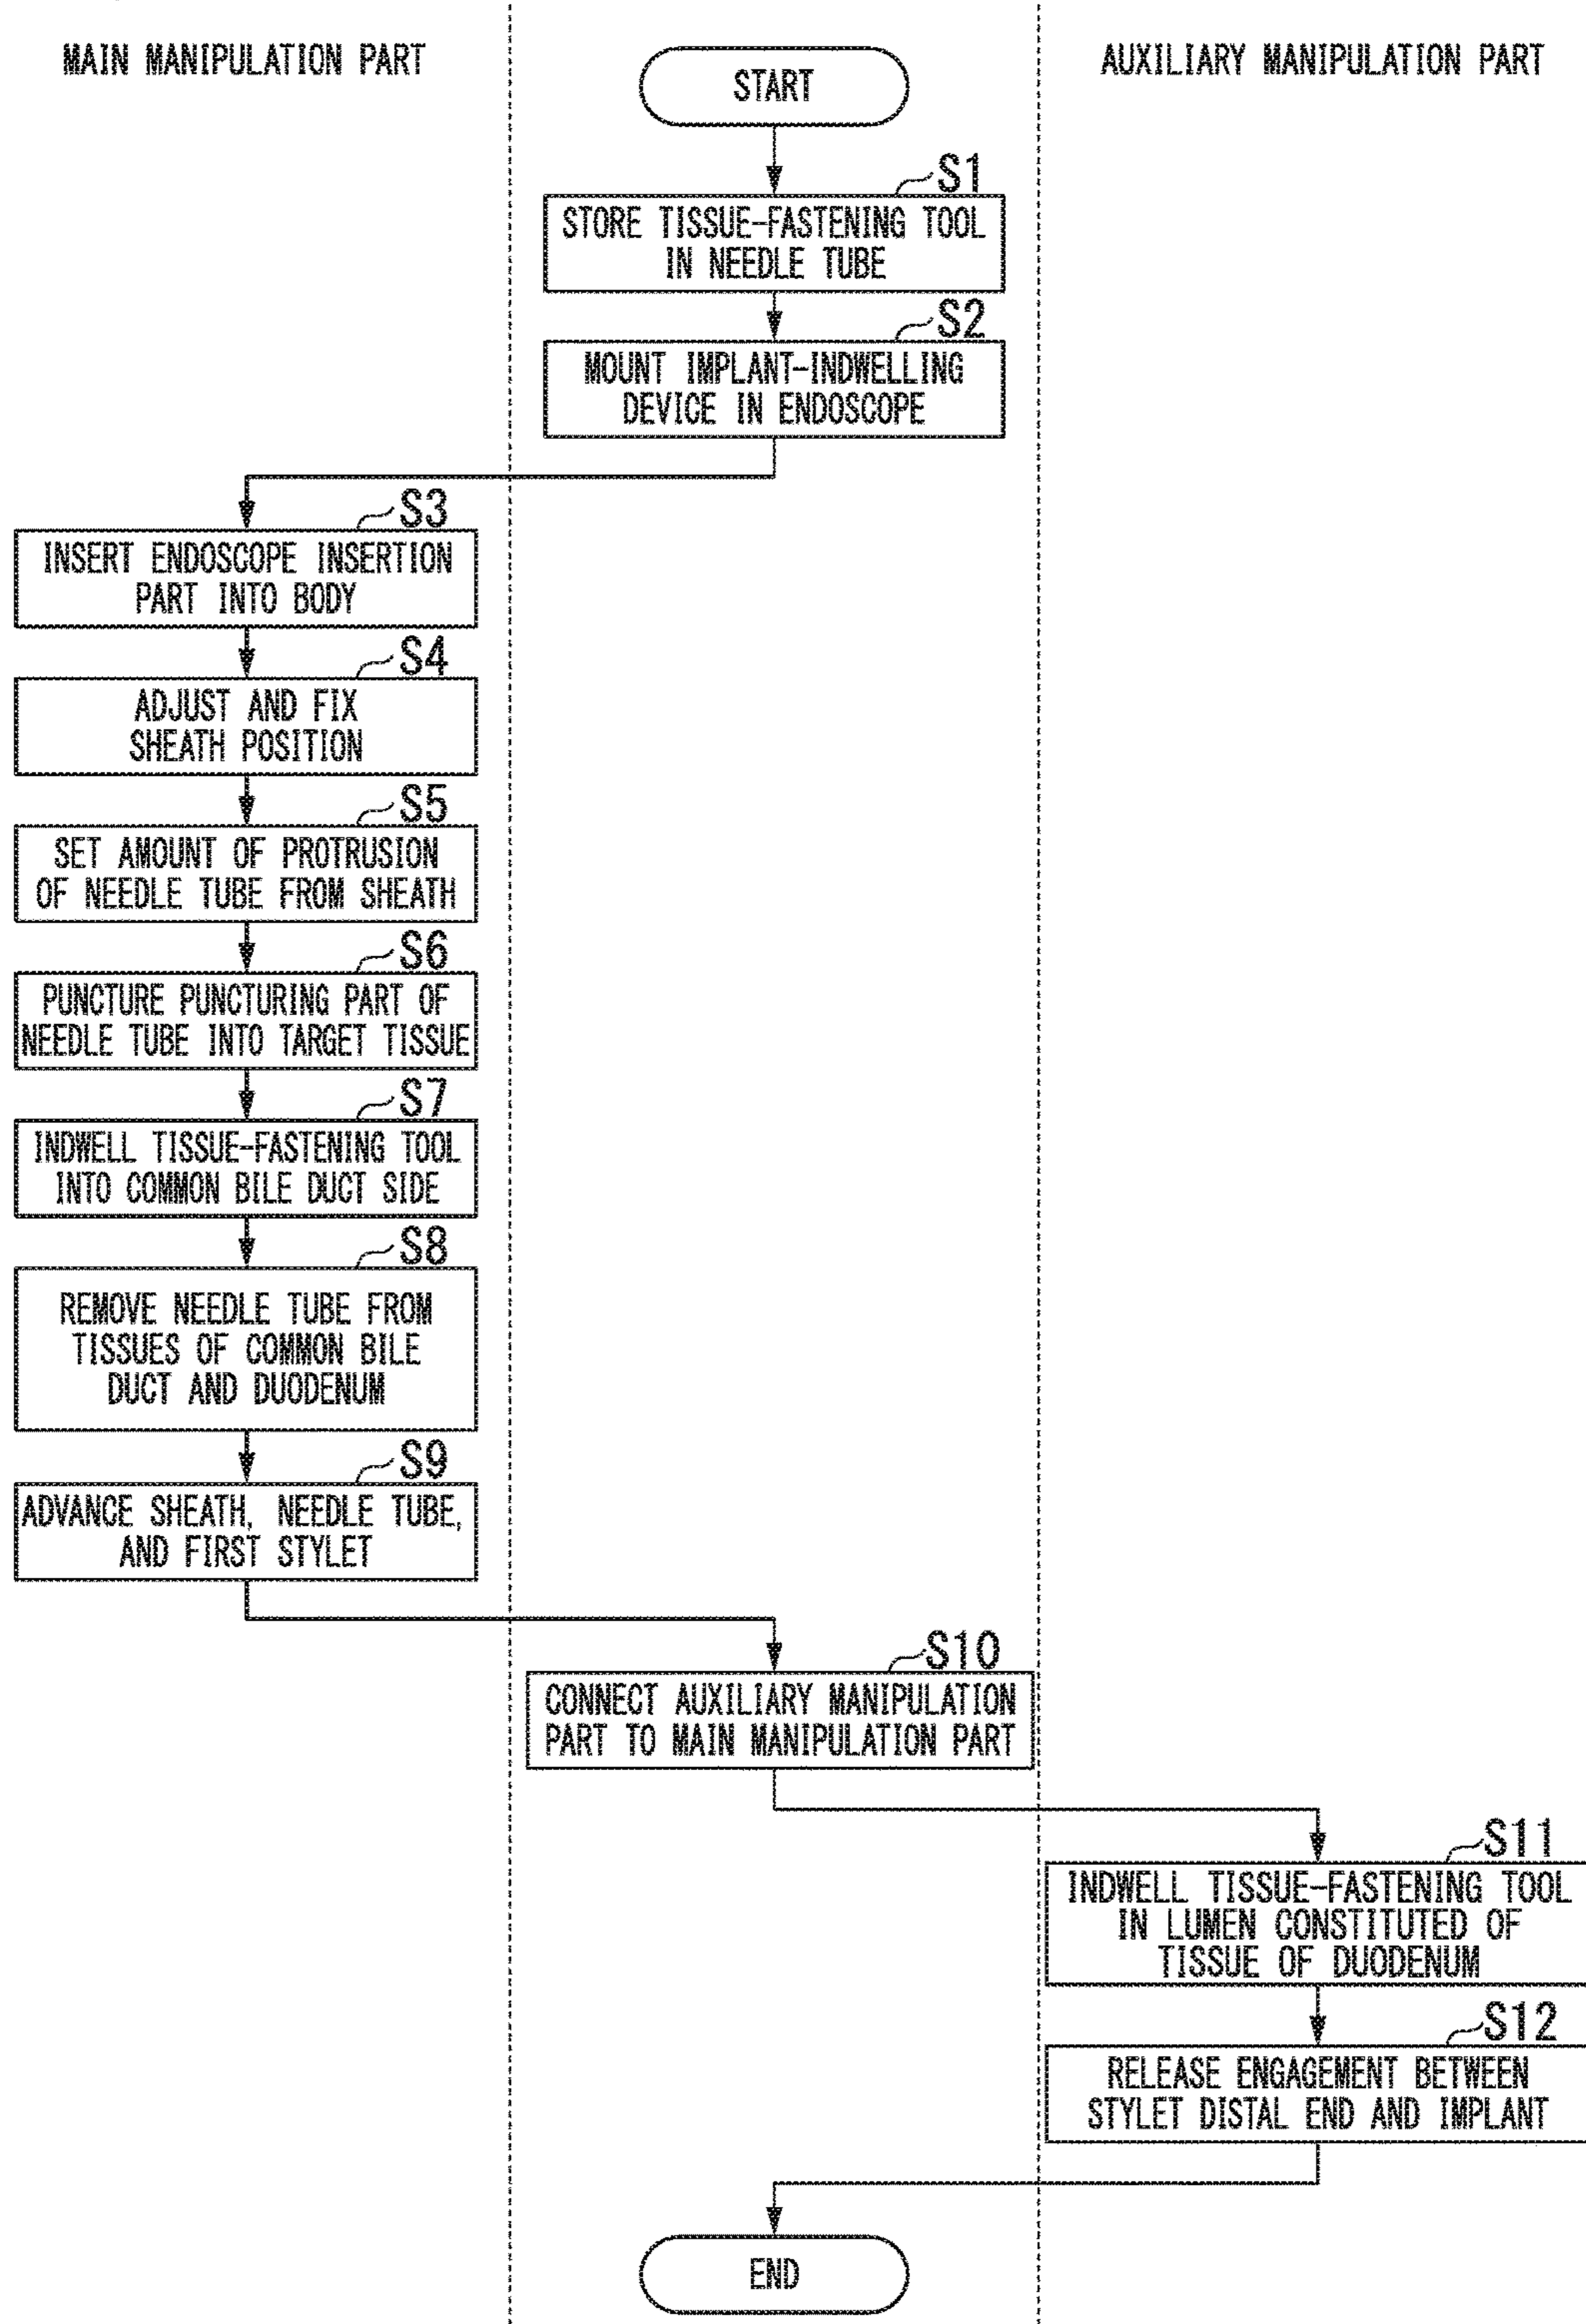 MAIN MANIPULATION PART
AUXILIARY MANIPULATION PART
START
S1
STORE TISSUE-FASTENING TOOL
IN NEEDLE TUBE
S2
MOUNT IMPLANT-INDWELLING
DEVICE IN ENDOSCOPE
S3
INSERT ENDOSCOPE INSERTION
PART INTO BODY
S4
ADJUST AND FIX
SHEATH POSITION
S5
SET AMOUNT OF PROTRUSION
OF NEEDLE TUBE FROM SHEATH
S6
PUNCTURE PUNCTURING PART OF
NEEDLE TUBE INTO TARGET TISSUE
S7
INDWELL TISSUE-FASTENING TOOL
INTO COMMON BILE DUCT SIDE
S8
REMOVE NEEDLE TUBE FROM
TISSUES OF COMMON BILE
DUCT AND DUODENUM
S9
ADVANCE SHEATH, NEEDLE TUBE,
AND FIRST STYLET
S10
CONNECT AUXILIARY MANIPULATION
PART TO MAIN MANIPULATION PART
S11
INDWELL TISSUE-FASTENING TOOL
IN LUMEN CONSTITUTED OF
TISSUE OF DUODENUM
S12
RELEASE ENGAGEMENT BETWEEN
STYLET DISTAL END AND IMPLANT
END